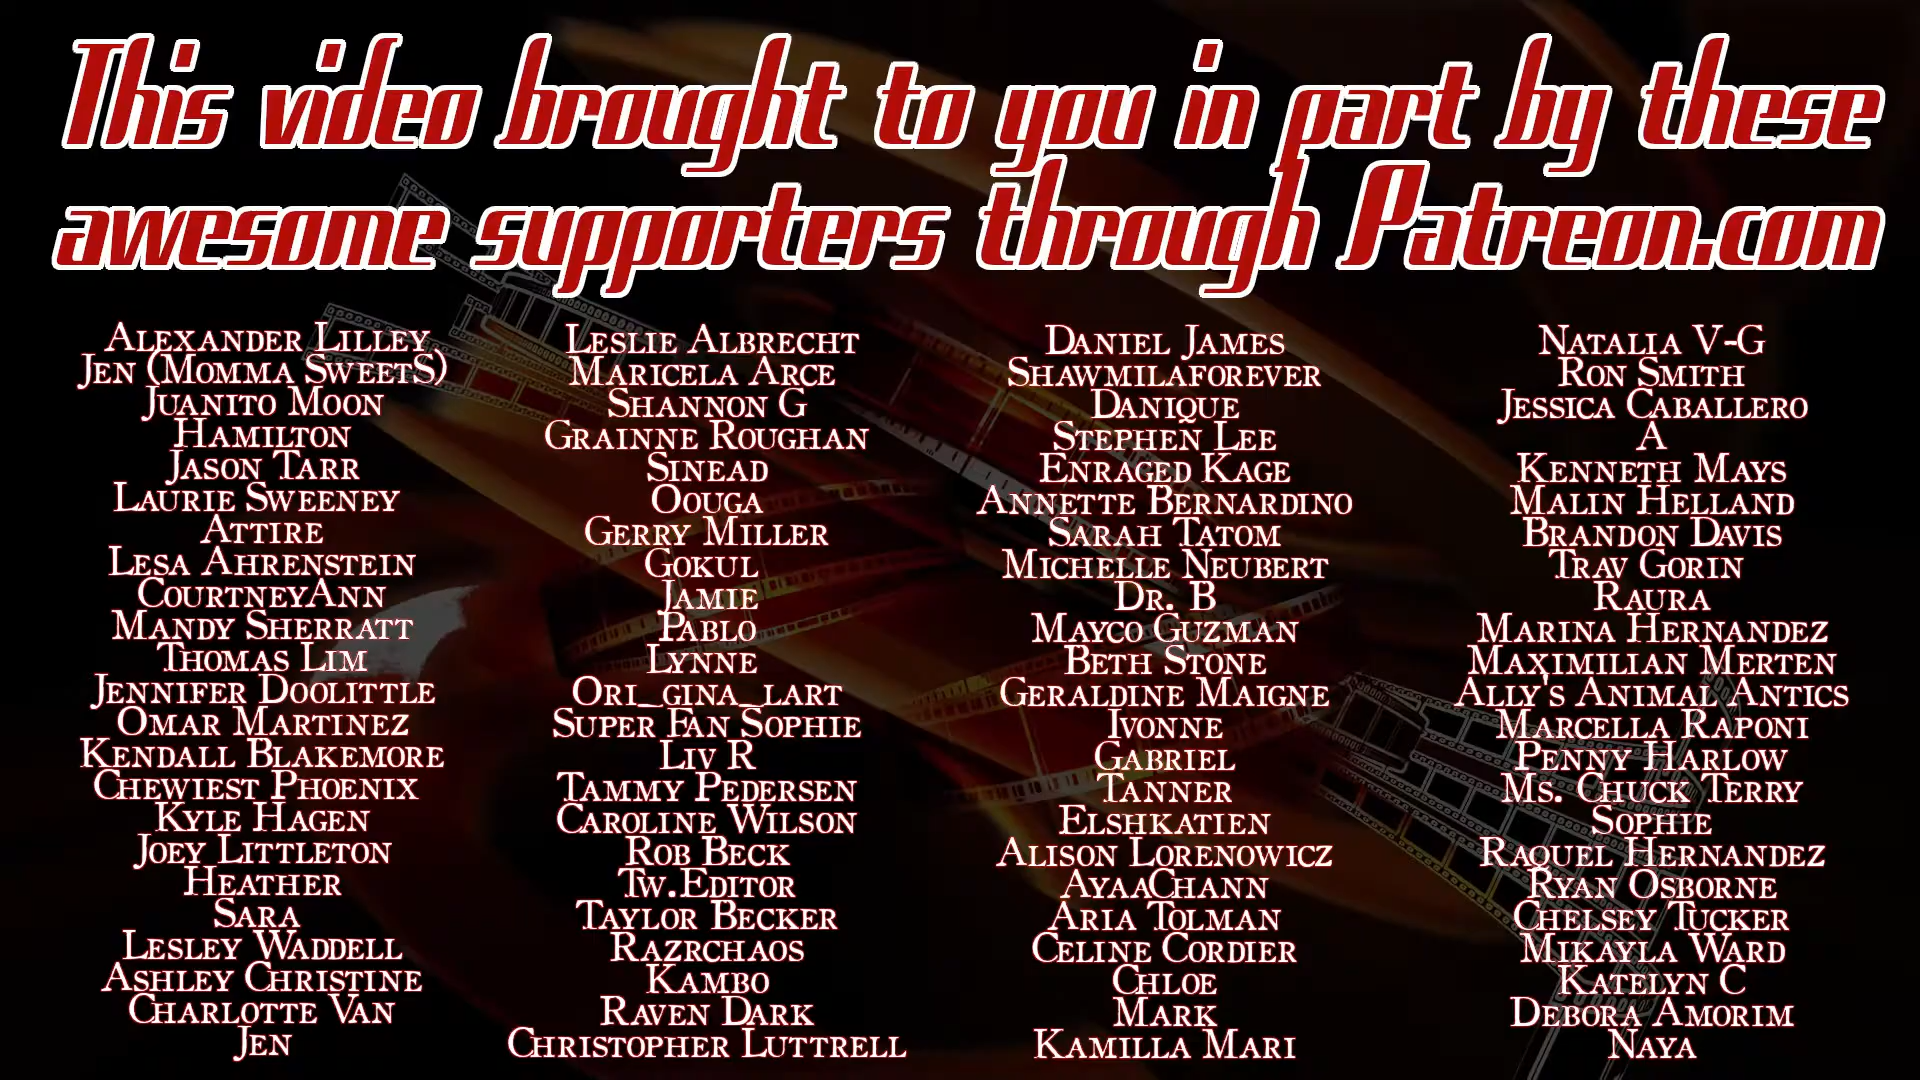 This video brought to you in part by these
awesome supporters through Patreon.com
Alexander Lilley
Jen (Momma SweetS)
Juanito Moon
Hamilton
Jason Tarr
Laurie Sweeney
Attire
Lesa Ahrenstein
CourtneyAnn
Mandy Sherratt
Thomas Lim
Jennifer Doolittle
Omar Martinez
Kendall Blakemore
Chewiest Phoenix
Kyle Hagen
Joey Littleton
Heather
Sara
Lesley Waddell
Ashley Christine
Charlotte Van
Jen
Leslie Albrecht
Maricela Arce
Shannon G
Grainne Roughan
Sinead
Oouga
Gerry Miller
Gokul
Jamie
Pablo
Lynne
Ori_gina_lart
Super Fan Sophie
Liv R
Tammy Pedersen
Caroline Wilson
Rob Beck
Tw.Editor
Taylor Becker
Razrchaos
Kambo
Raven Dark
Christopher Luttrell
Daniel James
Shawmilaforever
Danique
Stephen Lee
Enraged Kage
Annette Bernardino
Sarah Tatom
Michelle Neubert
Dr. B
Mayco Guzman
Beth Stone
Geraldine Maigne
Ivonne
Gabriel
Tanner
Elshkatien
Alison Lorenowicz
AyaaChann
Aria Tolman
Celine Cordier
Chloe
Mark
Kamilla Mari
Natalia V-G
Ron Smith
Jessica Caballero
A
Kenneth Mays
Malin Helland
Brandon Davis
Trav Gorin
Raura
Marina Hernandez
Maximilian Merten
Ally's Animal Antics
Marcella Raponi
Penny Harlow
Ms. Chuck Terry
Sophie
Raquel Hernandez
Ryan Osborne
Chelsey Tucker
Mikayla Ward
Katelyn C
Debora Amorim
Naya